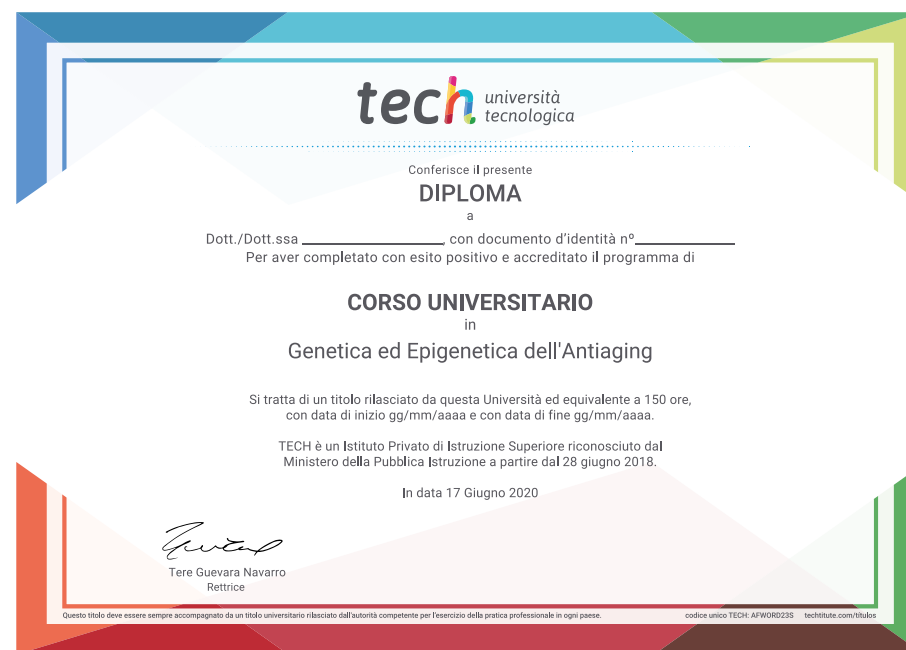 tech università
tecnologica
Conferisce il presente
DIPLOMA
a
Dott./Dott.ssa ____________________, con documento d'identità nº______________
Per aver completato con esito positivo e accreditato il programma di
CORSO UNIVERSITARIO
in
Genetica ed Epigenetica dell'Antiaging
Si tratta di un titolo rilasciato da questa Università ed equivalente a 150 ore,
con data di inizio gg/mm/aaaa e con data di fine gg/mm/aaaa.
TECH è un Istituto Privato di Istruzione Superiore riconosciuto dal
Ministero della Pubblica Istruzione a partire dal 28 giugno 2018.
In data 17 Giugno 2020
Tere Guevara Navarro
Rettrice
Questo titolo deve essere sempre accompagnato da un titolo universitario rilasciato dall'autorità competente per l'esercizio della pratica professionale in ogni paese. codice unico TECH: AFWORD23S techtitute.com/titulos